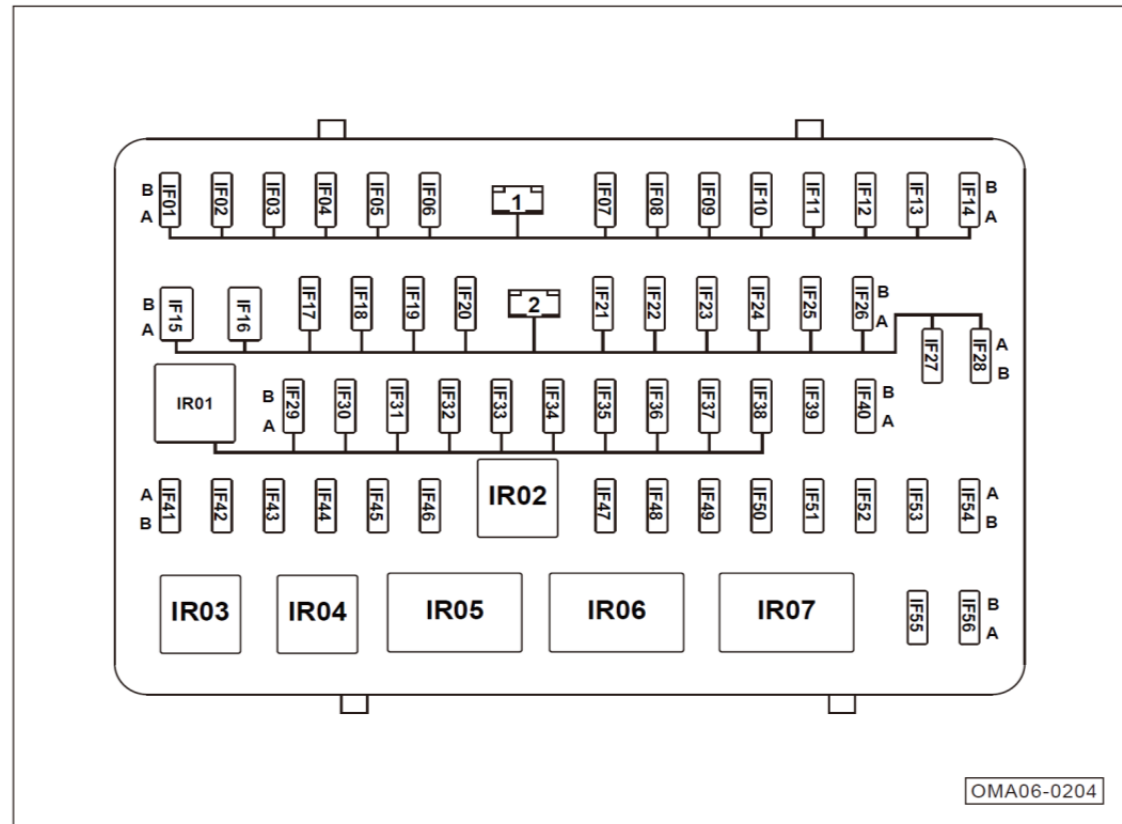 B IF01 IF02 IF03 IF04 IF05 IF06 1 IF07 IF08 IF09 IF10 IF11 IF12 IF13 IF14 B
A A
B IF15 IF16 IF17 IF18 IF19 IF20 2 IF21 IF22 IF23 IF24 IF25 IF26 B
A A
IF27 IF28 A
B
IR01
B IF29 IF30 IF31 IF32 IF33 IF34 IF35 IF36 IF37 IF38 IF39 IF40 B
A A
A IF41 IF42 IF43 IF44 IF45 IF46 IR02 IF47 IF48 IF49 IF50 IF51 IF52 IF53 IF54 A
B B
IR03 IR04 IR05 IR06 IR07 IF55 IF56 B
A
OMA06-0204